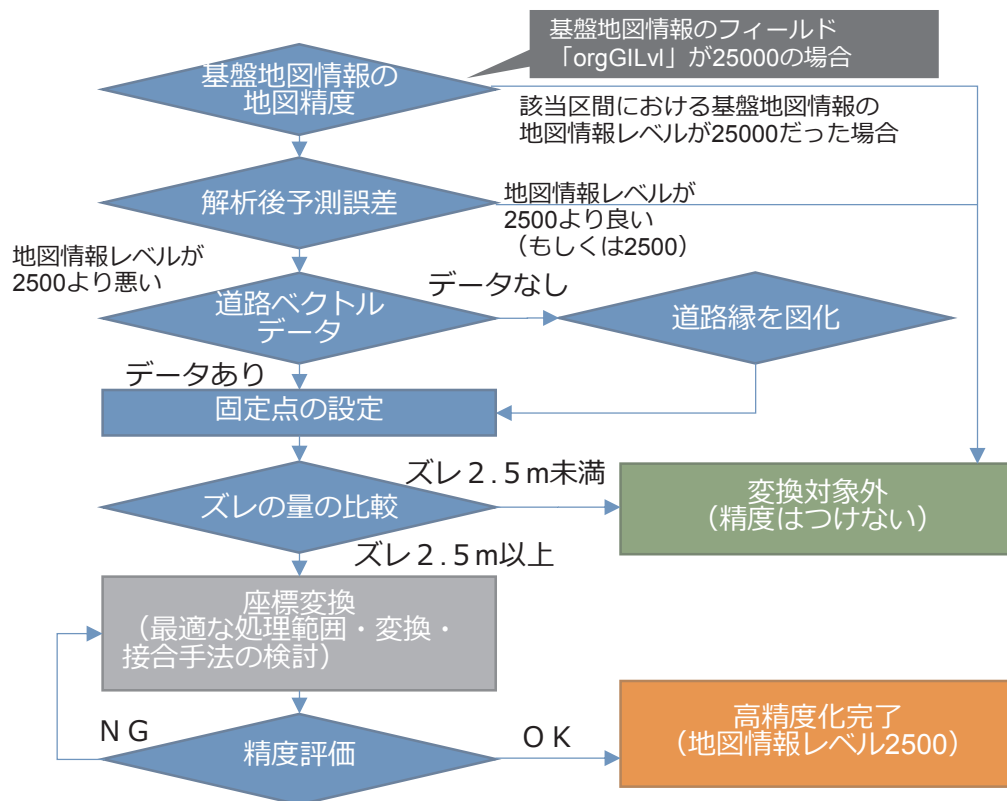 基盤地図情報のフィールド
「orgGILvl」が25000の場合
基盤地図情報の
地図精度
該当区間における基盤地図情報の
地図情報レベルが25000だった場合
解析後予測誤差
地図情報レベルが
2500より良い
（もしくは2500）
地図情報レベルが
2500より悪い
道路ベクトル
データ
データなし
道路縁を図化
データあり
固定点の設定
ズレの量の比較
ズレ２.５ｍ未満
変換対象外
（精度はつけない）
ズレ２.５ｍ以上
座標変換
（最適な処理範囲・変換・
接合手法の検討）
ＮＧ
精度評価
ＯＫ
高精度化完了
（地図情報レベル2500）